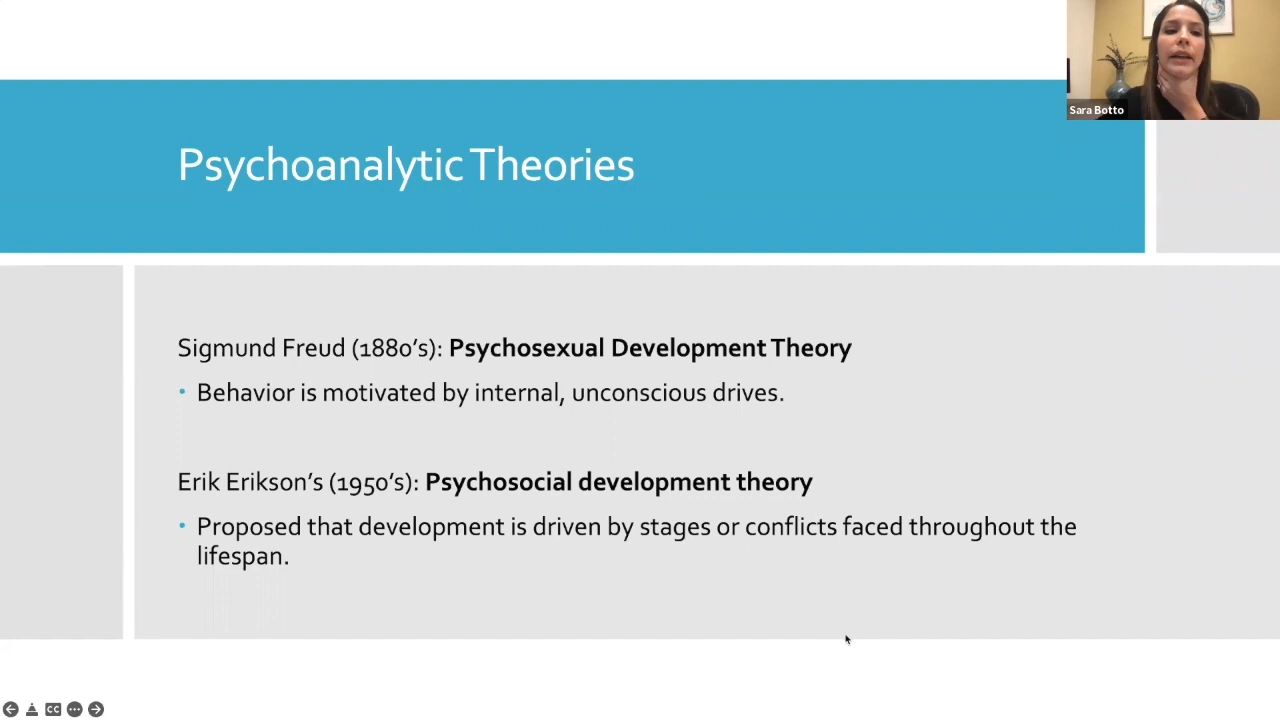 Sara Botto
Psychoanalytic Theories
Sigmund Freud (1880's): Psychosexual Development Theory
• Behavior is motivated by internal, unconscious drives.
Erik Erikson's (1950's): Psychosocial development theory
• Proposed that development is driven by stages or conflicts faced throughout the
lifespan.
CC